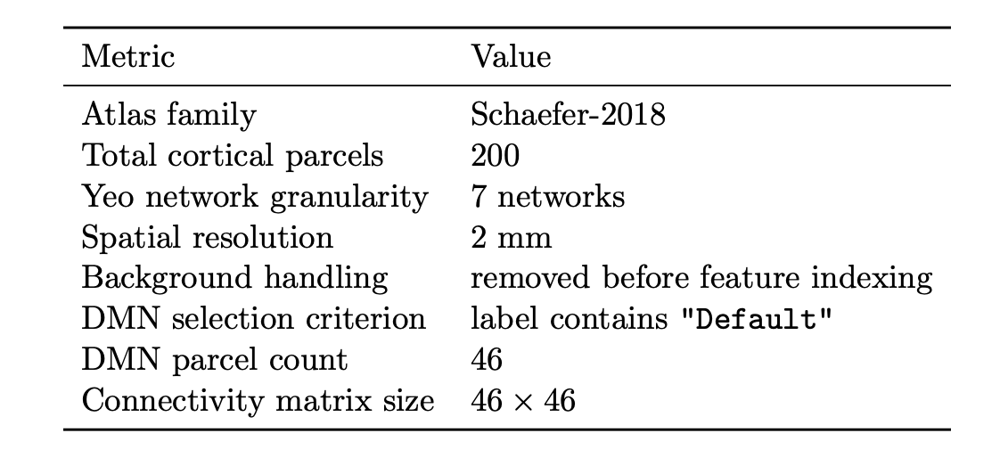 Metric Value
Atlas family Schaefer-2018
Total cortical parcels 200
Yeo network granularity 7 networks
Spatial resolution 2 mm
Background handling removed before feature indexing
DMN selection criterion label contains "Default"
DMN parcel count 46
Connectivity matrix size 46 × 46